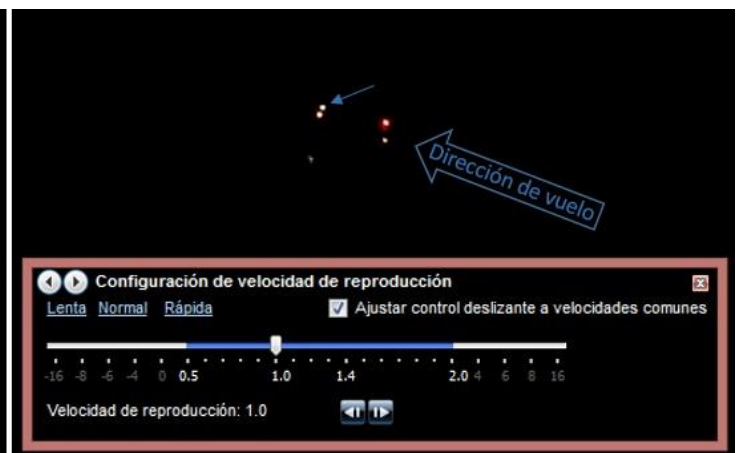 Dirección de vuelo
Configuración de velocidad de reproducción
Lenta Normal Rápida Ajustar control deslizante a velocidades comunes
-16 -8 -6 -4 0 0.5 1.0 1.4 2.0 4 6 8 16
Velocidad de reproducción: 1.0